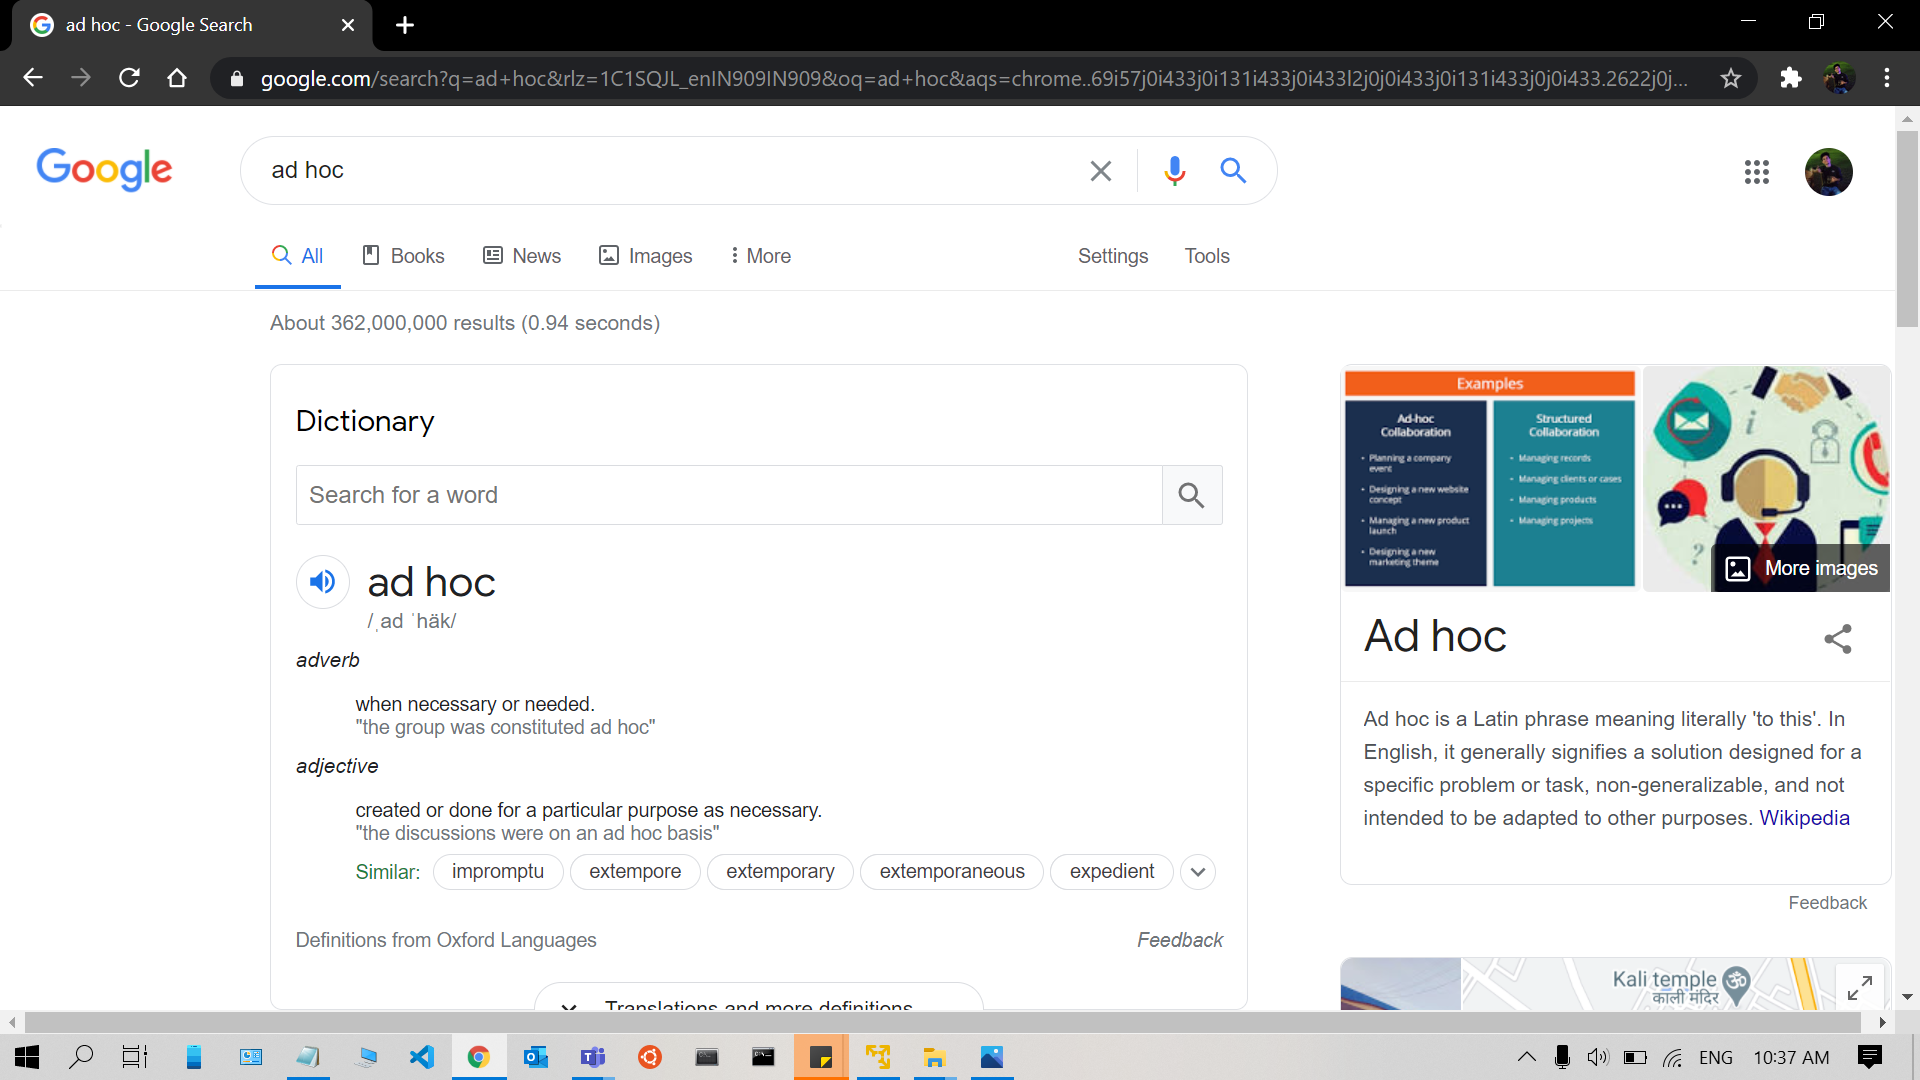 ad hoc - Google Search
google.com/search?q=ad+hoc&rlz=1C1SQJL_enIN909IN909&oq=ad+hoc&aqs=chrome..69i57j0i433j0i131i433j0i433l2j0j0i433j0i131i433j0j0i433.2622j0j...
Google
ad hoc
All
Books
News
Images
More
Settings
Tools
About 362,000,000 results (0.94 seconds)
Dictionary
Search for a word
ad hoc
/ˌad ˈhäk/
adverb
when necessary or needed.
"the group was constituted ad hoc"
adjective
created or done for a particular purpose as necessary.
"the discussions were on an ad hoc basis"
Similar:
impromptu
extempore
extemporary
extemporaneous
expedient
Definitions from Oxford Languages
Feedback
Translations and more definitions
Examples
Ad-hoc
Collaboration
• Planning a company
event
• Designing a new website
concept
• Managing a new product
launch
• Designing a new
marketing theme
Structured
Collaboration
• Managing records
• Managing clients or cases
• Managing products
• Managing projects
More images
Ad hoc
Ad hoc is a Latin phrase meaning literally 'to this'. In
English, it generally signifies a solution designed for a
specific problem or task, non-generalizable, and not
intended to be adapted to other purposes. Wikipedia
Feedback
Kali temple
काली मंदिर
ENG
10:37 AM